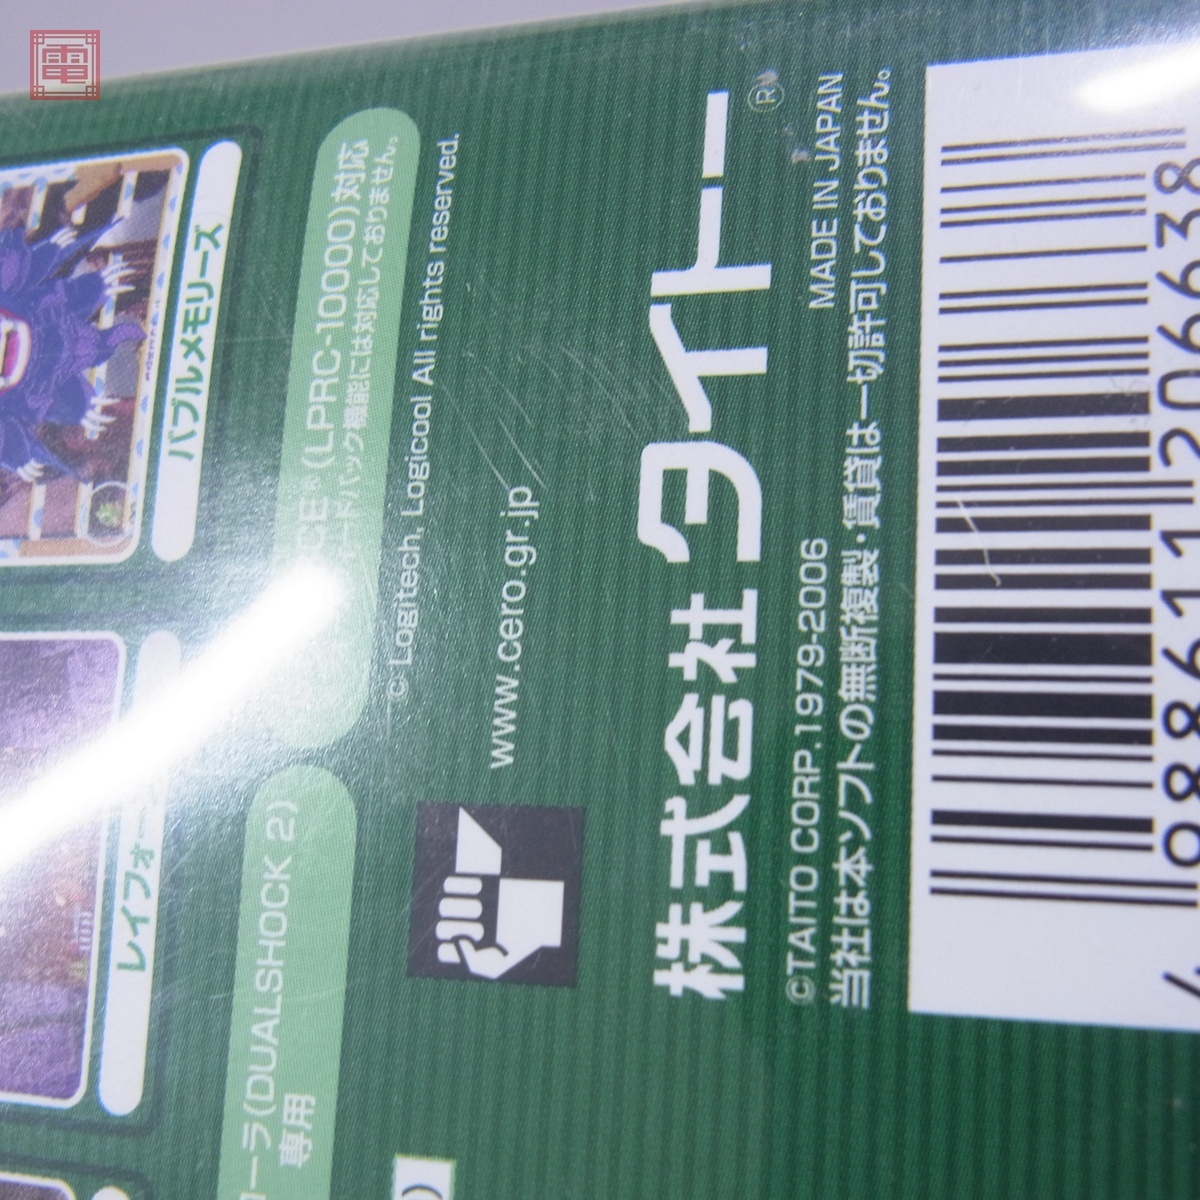 電
バブルメモリーズ
レイフォー
CE®(LPRC-10000)対応
ードバック機能には対応しておりません。
© Logitech, Logicool All rights reserved.
ーラ(DUALSHOCK 2)
専用
www.cero.gr.jp
株式会社タイトー®
©TAITO CORP.1979-2006
MADE IN JAPAN
当社は本ソフトの無断複製・賃貸は一切許可しておりません。
4 988611 206638